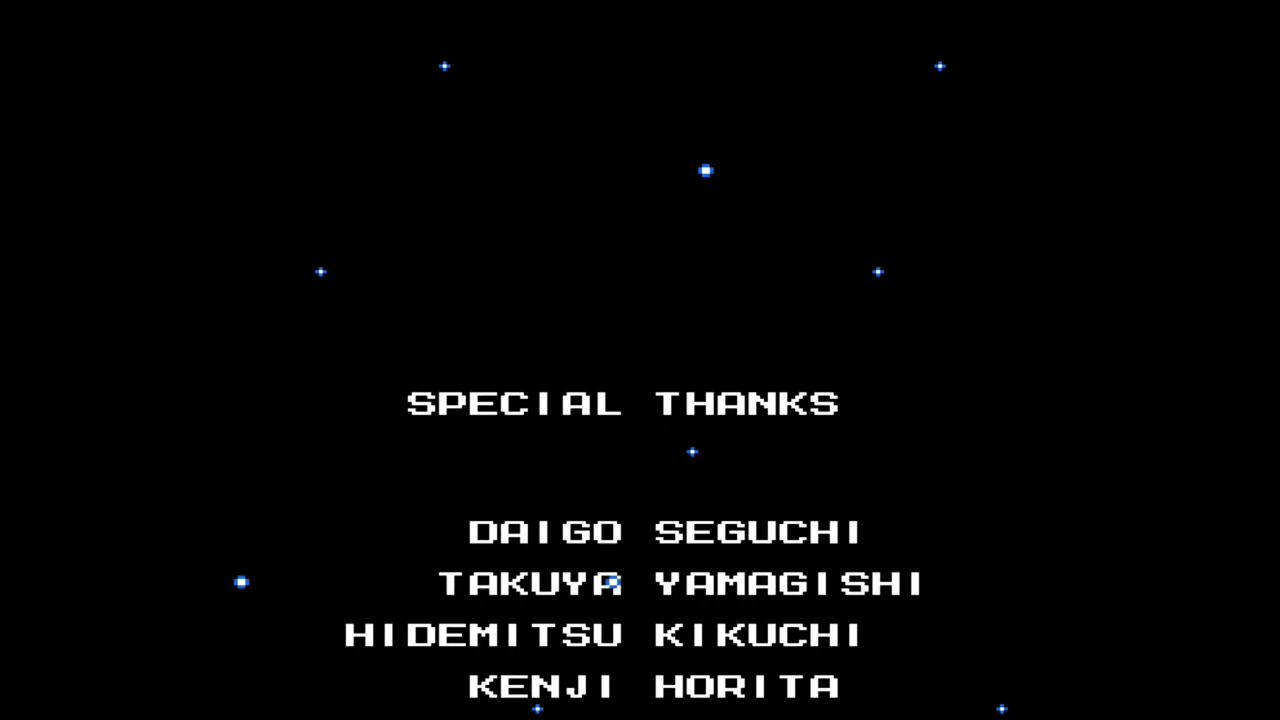 SPECIAL THANKS
DAIGO SEGUCHI
TAKUYA YAMAGISHI
HIDEMITSU KIKUCHI
KENJI HORITA